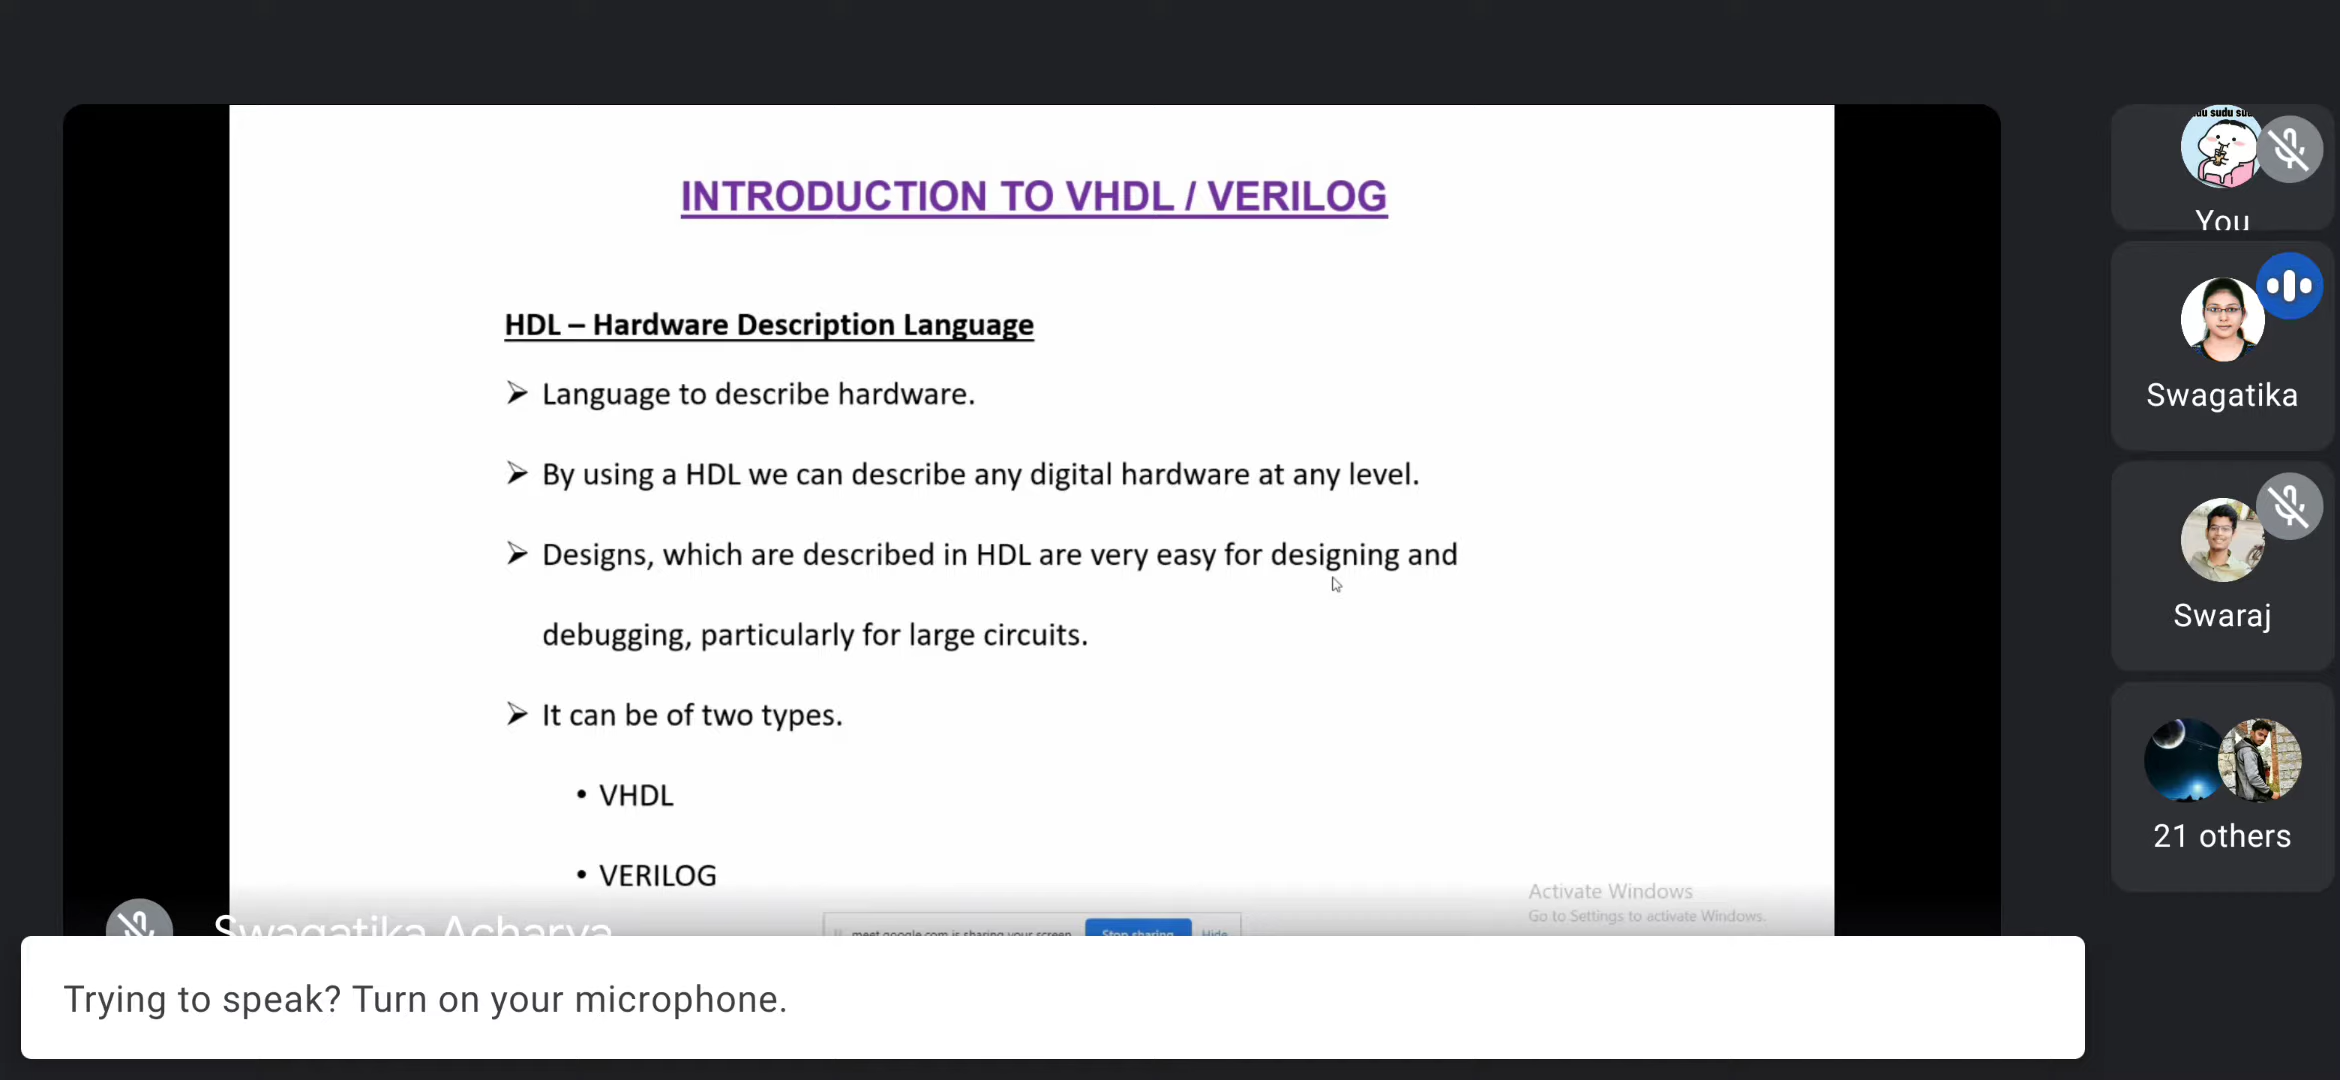 INTRODUCTION TO VHDL / VERILOG
HDL – Hardware Description Language
➢ Language to describe hardware.
➢ By using a HDL we can describe any digital hardware at any level.
➢ Designs, which are described in HDL are very easy for designing and
debugging, particularly for large circuits.
➢ It can be of two types.
• VHDL
• VERILOG
Activate Windows
Go to Settings to activate Windows.
Swagatika Acharya
meet.google.com is sharing your screen. Stop sharing Hide
Trying to speak? Turn on your microphone.
sudu
You
Swagatika
Swaraj
21 others